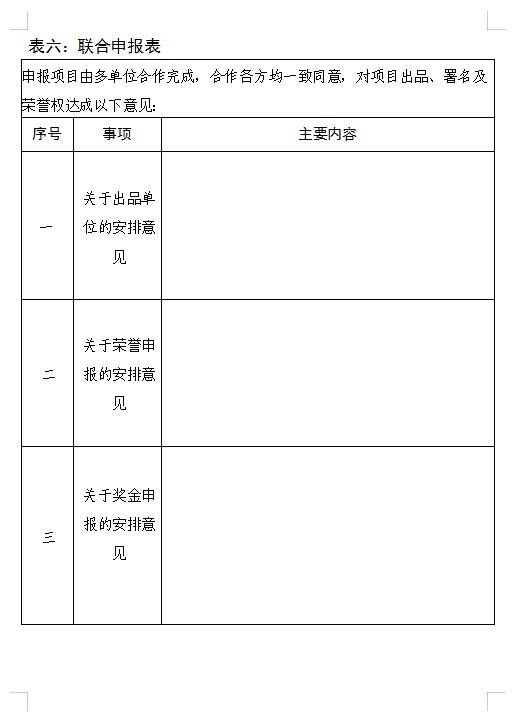 表六：联合申报表
申报项目由多单位合作完成，合作各方均一致同意，对项目出品、署名及
荣誉权达成以下意见：
序号 事项 主要内容
一
关于出品单
位的安排意
见
二
关于荣誉申
报的安排意
见
三
关于奖金申
报的安排意
见